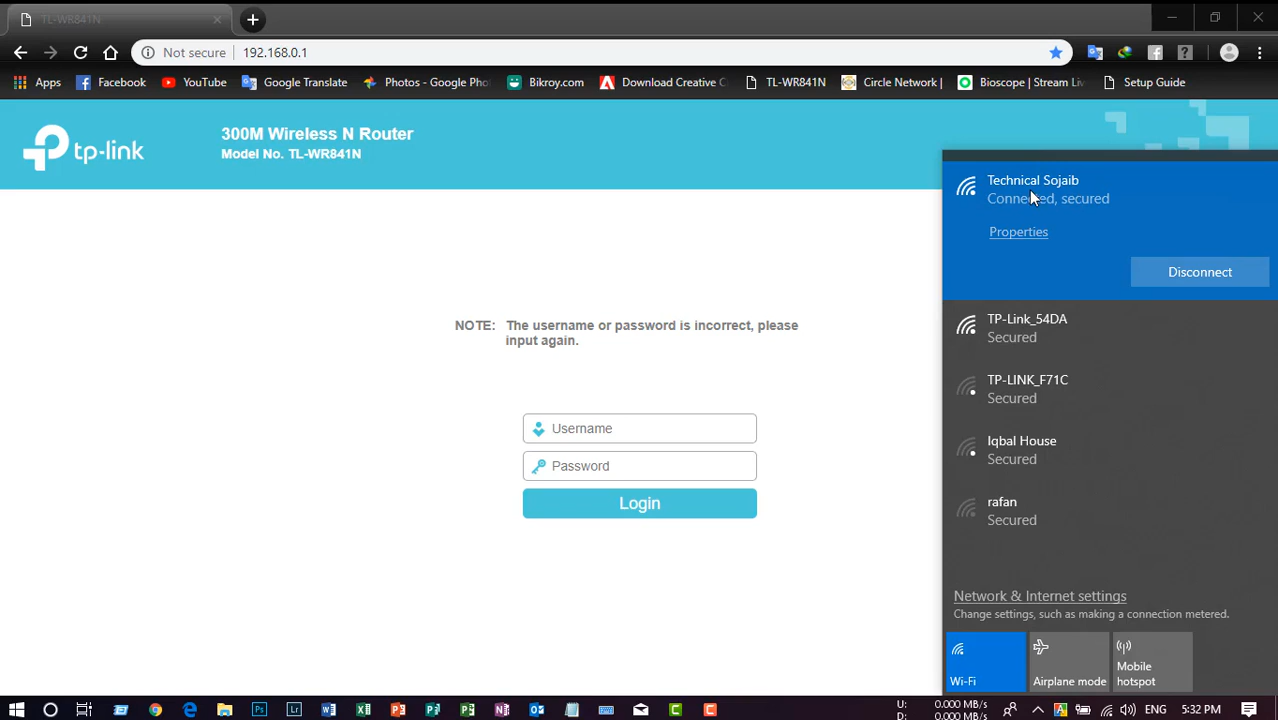 TL-WR841N
Not secure 192.168.0.1
Apps Facebook YouTube Google Translate Photos - Google Pho Bikroy.com Download Creative C TL-WR841N Circle Network | Bioscope | Stream Liv Setup Guide
tp-link
300M Wireless N Router
Model No. TL-WR841N
NOTE: The username or password is incorrect, please
input again.
Username
Password
Login
Technical Sojaib
Connected, secured
Properties
Disconnect
TP-Link_54DA
Secured
TP-LINK_F71C
Secured
Iqbal House
Secured
rafan
Secured
Network & Internet settings
Change settings, such as making a connection metered.
Wi-Fi
Airplane mode
Mobile
hotspot
U: 0.000 MB/s
D: 0.000 MB/s
ENG 5:32 PM